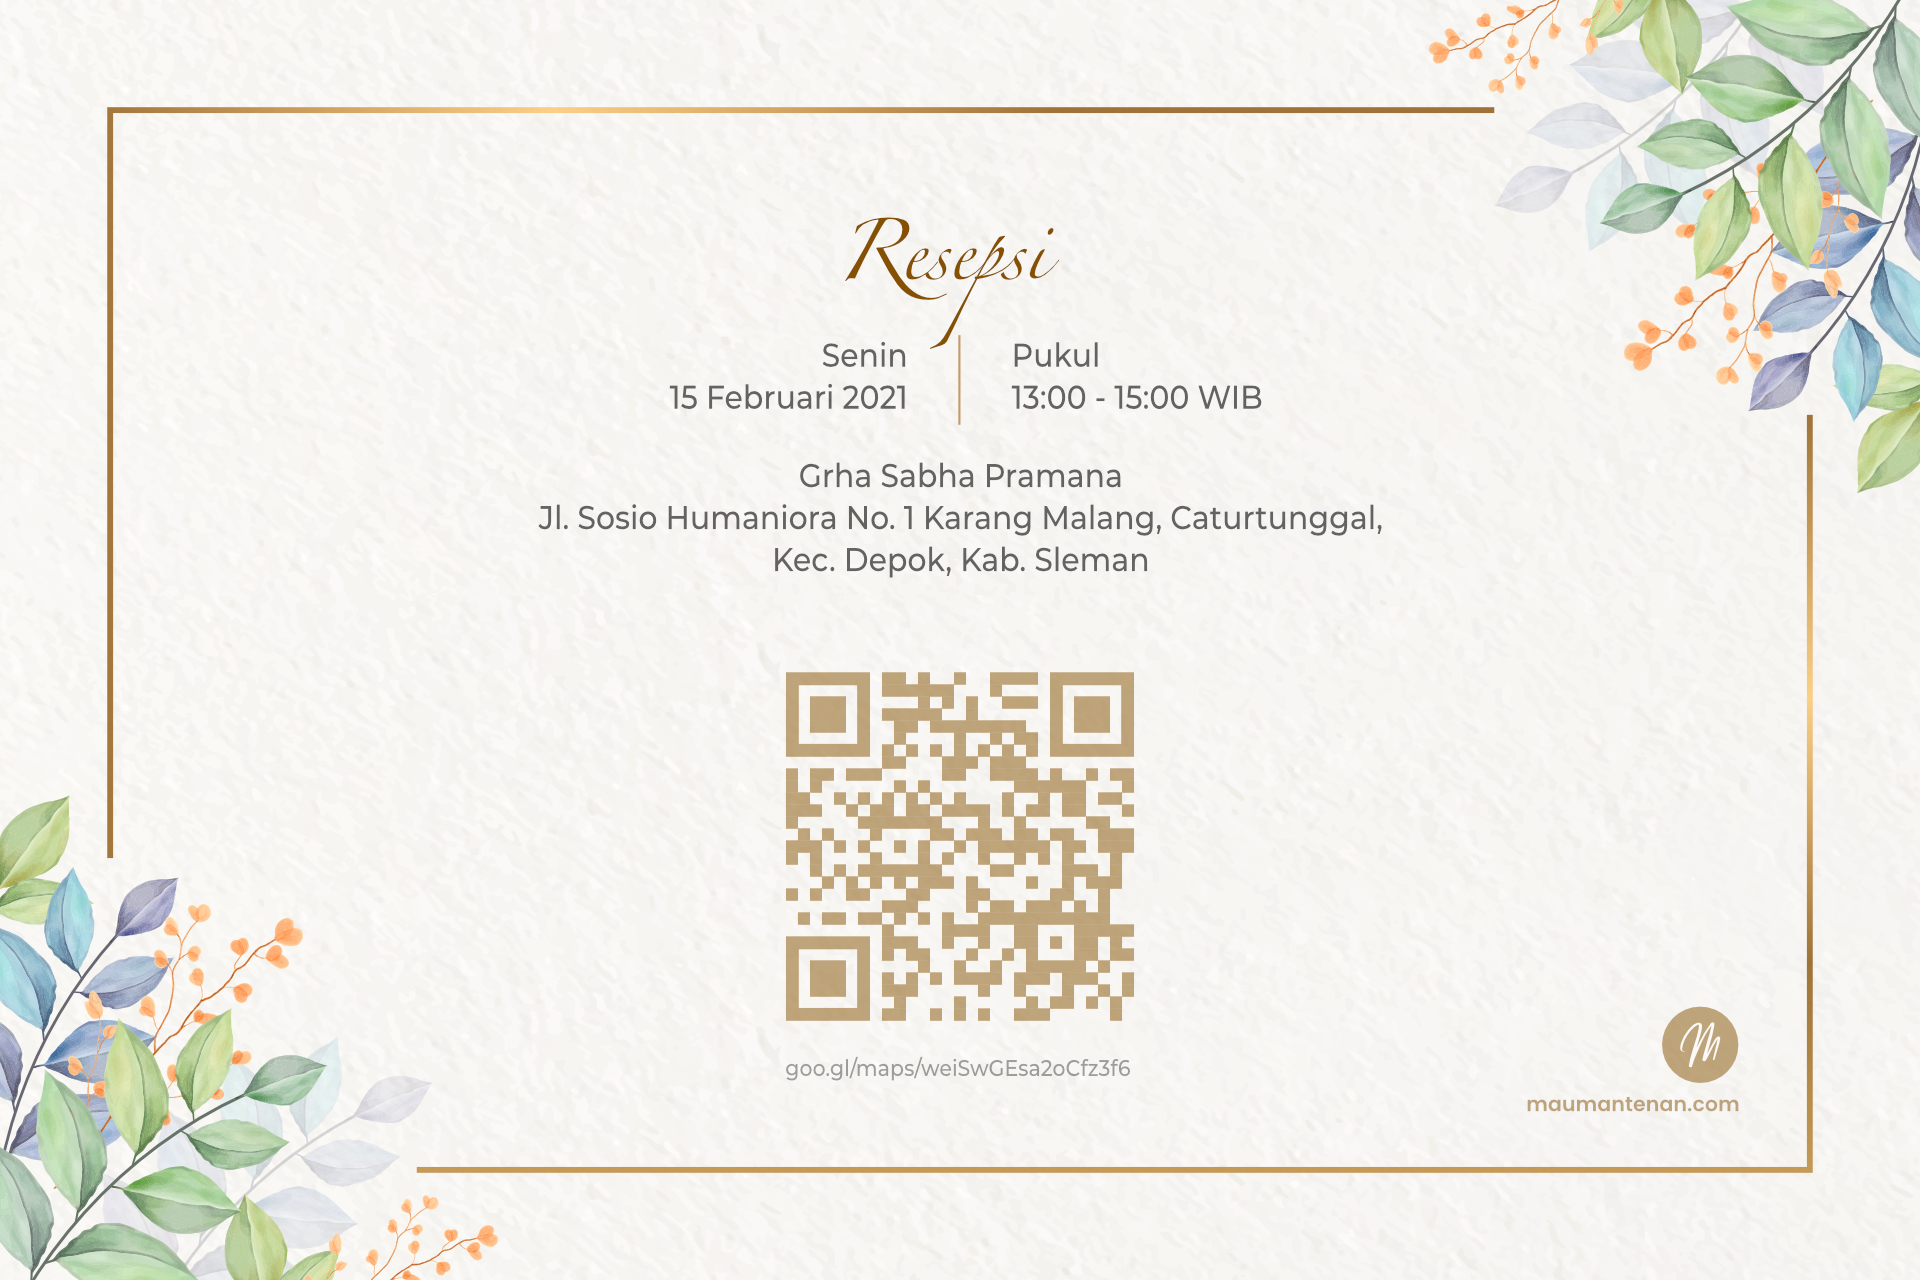 Resepsi
Senin
15 Februari 2021
Pukul
13:00 - 15:00 WIB
Grha Sabha Pramana
Jl. Sosio Humaniora No. 1 Karang Malang, Caturtunggal,
Kec. Depok, Kab. Sleman
goo.gl/maps/weiSwGEsa2oCfz3f6
M
maumantenan.com